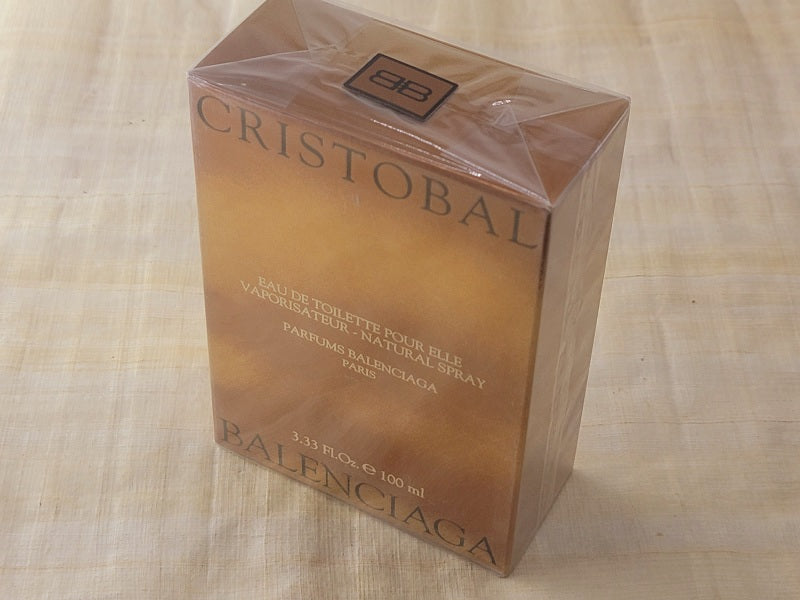 BB
CRISTOBAL
EAU DE TOILETTE POUR ELLE
VAPORISATEUR - NATURAL SPRAY
PARFUMS BALENCIAGA
PARIS
3.33 FL.Oz. ℮ 100 ml
BALENCIAGA